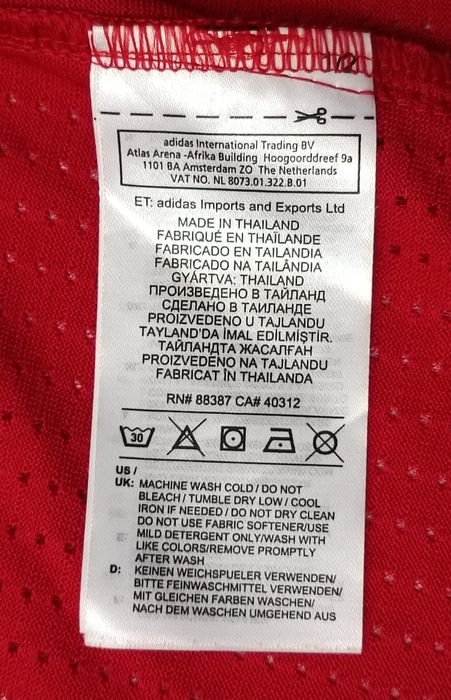 1/2
adidas International Trading BV
Atlas Arena -Afrika Building Hoogoorddreef 9a
1101 BA Amsterdam ZO The Netherlands
VAT NO. NL 8073.01.322.B.01
ET: adidas Imports and Exports Ltd
MADE IN THAILAND
FABRIQUÉ EN THAÏLANDE
FABRICADO EN TAILANDIA
FABRICADO NA TAILÂNDIA
GYÁRTVA: THAILAND
ПРОИЗВЕДЕНО В ТАЙЛАНД
СДЕЛАНО В ТАИЛАНДЕ
PROIZVEDENO U TAJLANDU
TAYLAND'DA İMAL EDİLMİŞTİR.
ТАЙЛАНДТА ЖАСАЛҒАН
PROIZVEDENO NA TAJLANDU
FABRICAT ÎN THAILANDA
RN# 88387 CA# 40312
30
US /
UK: MACHINE WASH COLD / DO NOT
BLEACH / TUMBLE DRY LOW / COOL
IRON IF NEEDED / DO NOT DRY CLEAN
DO NOT USE FABRIC SOFTENER/USE
E: MILD DETERGENT ONLY/WASH WITH
LIKE COLORS/REMOVE PROMPTLY
AFTER WASH
D: KEINEN WEICHSPUELER VERWENDEN/
BITTE FEINWASCHMITTEL VERWENDEN/
MIT GLEICHEN FARBEN WASCHEN/
NACH DEM WASCHEN UMGEHEND AUS